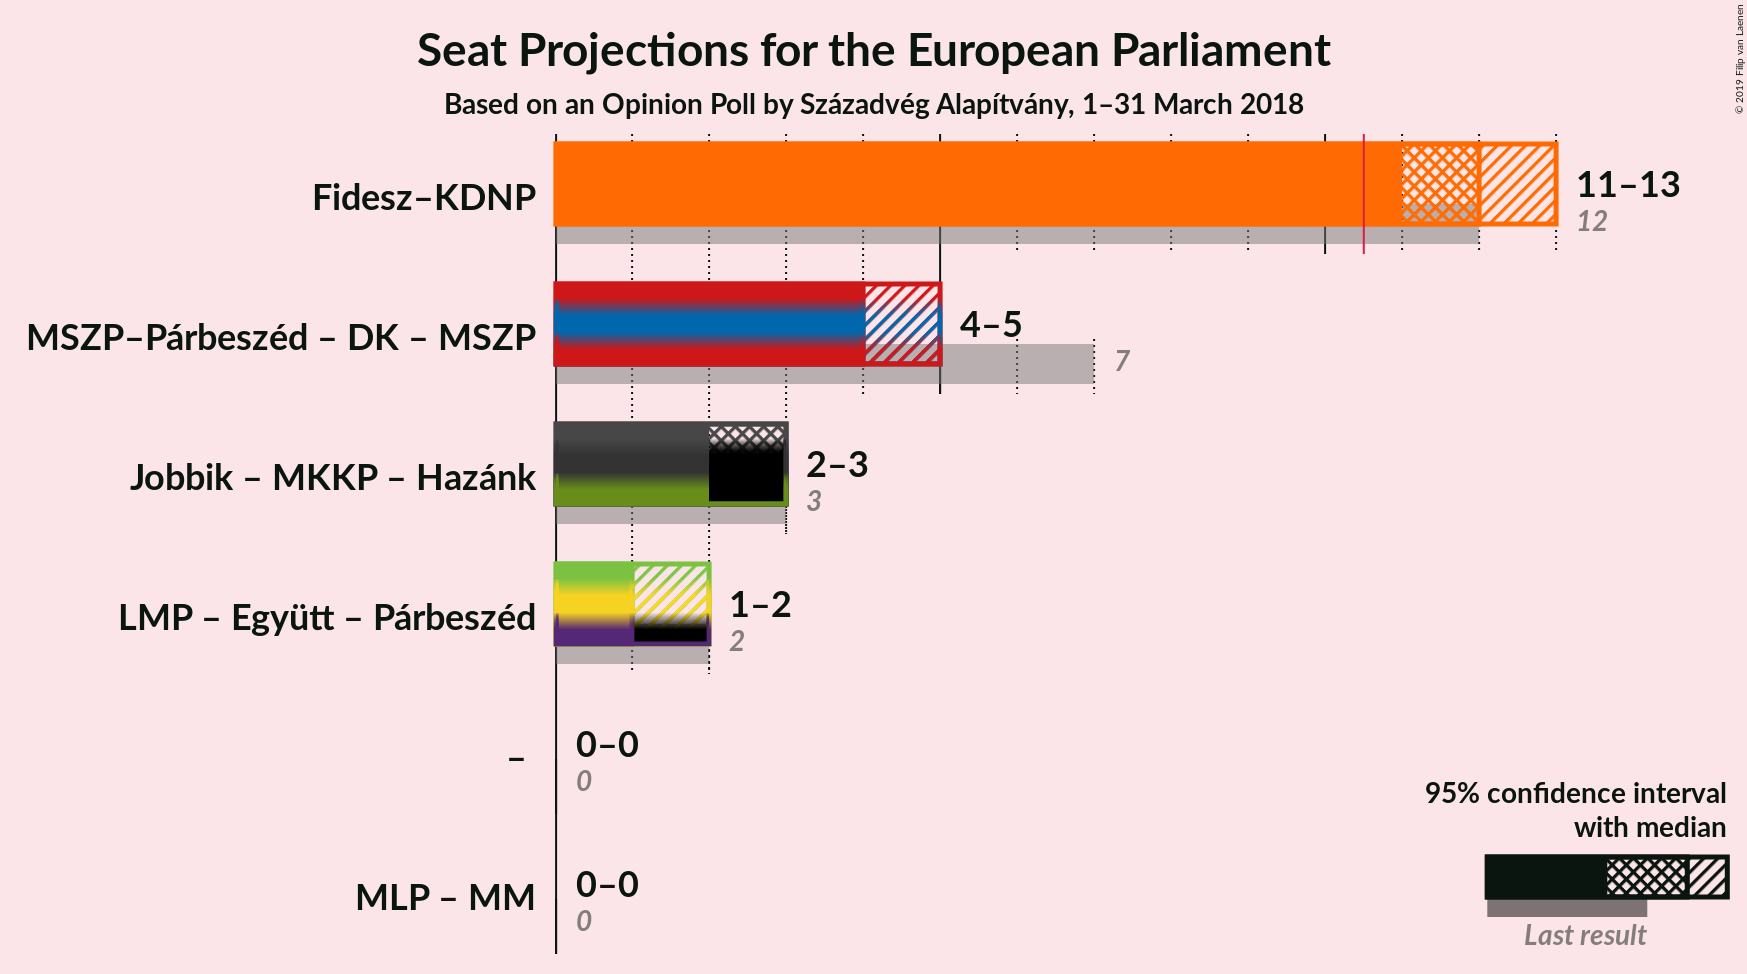 Seat Projections for the European Parliament
Based on an Opinion Poll by Századvég Alapítvány, 1–31 March 2018
© 2019 Filip van Laenen
Fidesz–KDNP
11–13
12
MSZP–Párbeszéd – DK – MSZP
4–5
7
Jobbik – MKKP – Hazánk
2–3
3
LMP – Együtt – Párbeszéd
1–2
2
–
0–0
0
MLP – MM
0–0
0
95% confidence interval
with median
Last result